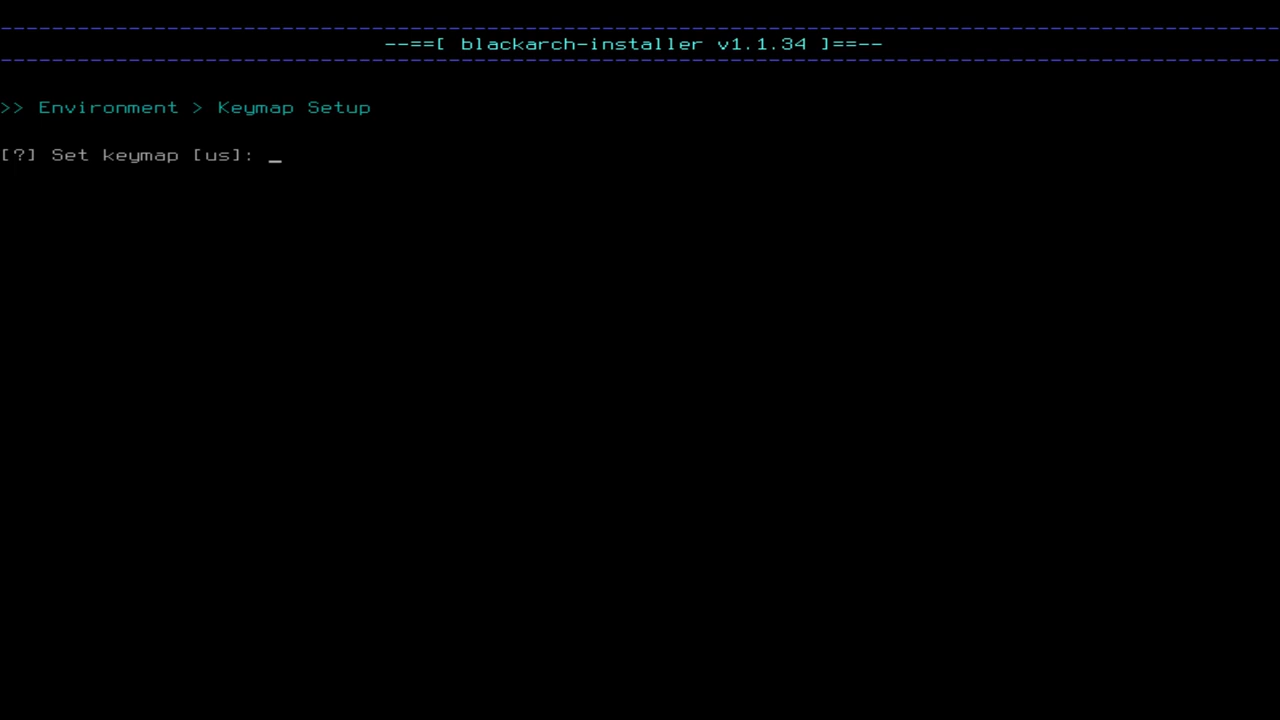 --==[ blackarch-installer v1.1.34 ]==--
>> Environment > Keymap Setup
[?] Set keymap [us]: _